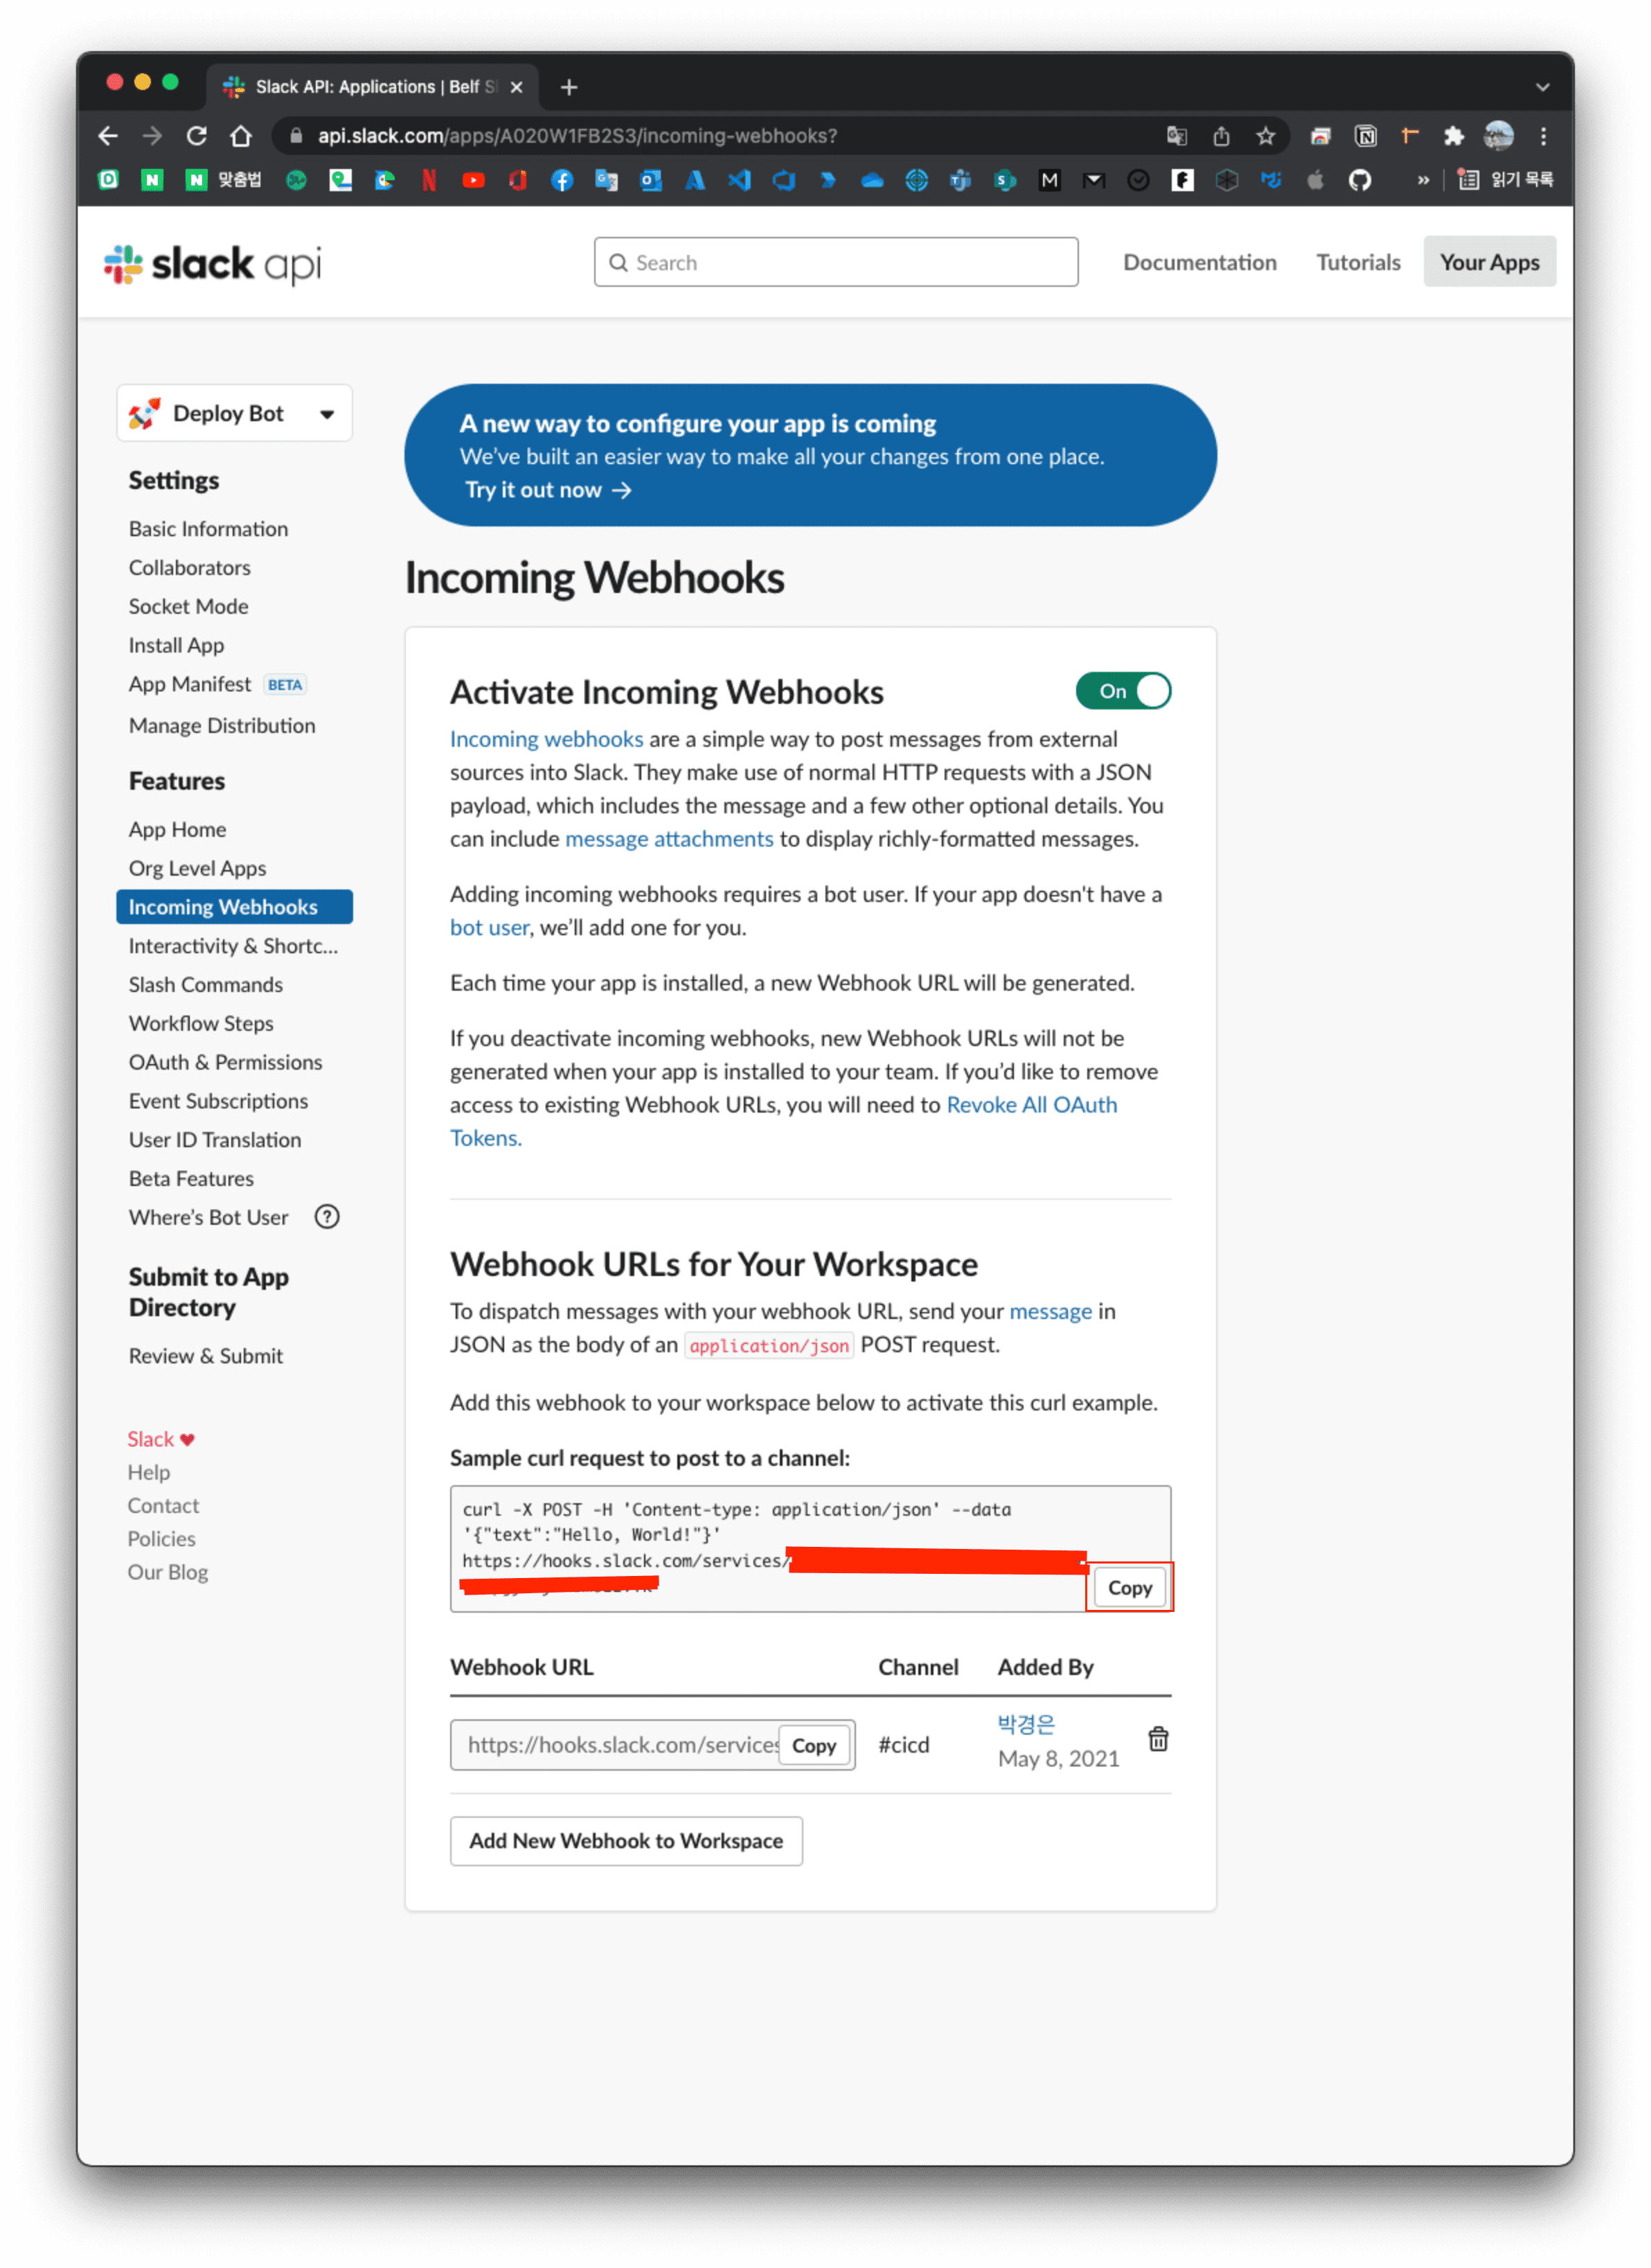 Slack API: Applications | Belf S
api.slack.com/apps/A020W1FB2S3/incoming-webhooks?
맞춤법
읽기 목록
slack api
Search
Documentation
Tutorials
Your Apps
Deploy Bot
Settings
Basic Information
Collaborators
Socket Mode
Install App
App Manifest BETA
Manage Distribution
Features
App Home
Org Level Apps
Incoming Webhooks
Interactivity & Shortc...
Slash Commands
Workflow Steps
OAuth & Permissions
Event Subscriptions
User ID Translation
Beta Features
Where's Bot User ?
Submit to App
Directory
Review & Submit
Slack ♥
Help
Contact
Policies
Our Blog
A new way to configure your app is coming
We've built an easier way to make all your changes from one place.
Try it out now →
Incoming Webhooks
Activate Incoming Webhooks
On
Incoming webhooks are a simple way to post messages from external
sources into Slack. They make use of normal HTTP requests with a JSON
payload, which includes the message and a few other optional details. You
can include message attachments to display richly-formatted messages.
Adding incoming webhooks requires a bot user. If your app doesn't have a
bot user, we'll add one for you.
Each time your app is installed, a new Webhook URL will be generated.
If you deactivate incoming webhooks, new Webhook URLs will not be
generated when your app is installed to your team. If you'd like to remove
access to existing Webhook URLs, you will need to Revoke All OAuth
Tokens.
Webhook URLs for Your Workspace
To dispatch messages with your webhook URL, send your message in
JSON as the body of an application/json POST request.
Add this webhook to your workspace below to activate this curl example.
Sample curl request to post to a channel:
curl -X POST -H 'Content-type: application/json' --data
'{"text":"Hello, World!"}'
https://hooks.slack.com/services/
Copy
Webhook URL
Channel
Added By
https://hooks.slack.com/services
Copy
#cicd
박경은
May 8, 2021
Add New Webhook to Workspace